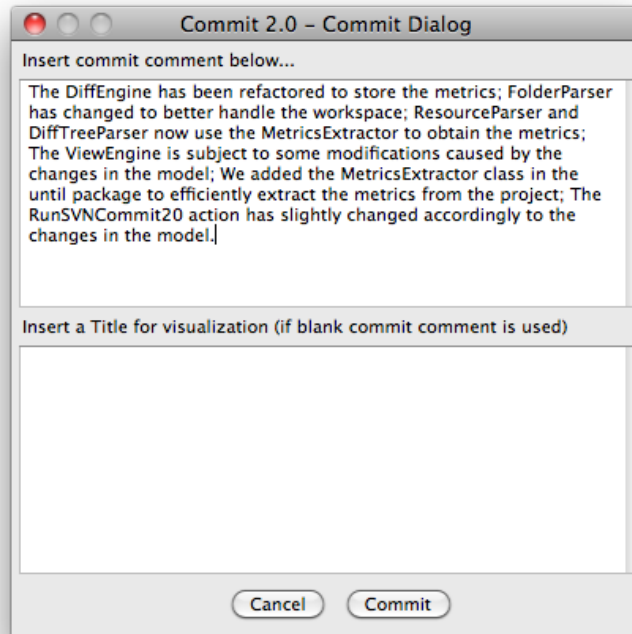 Commit 2.0 – Commit Dialog
Insert commit comment below...
The DiffEngine has been refactored to store the metrics; FolderParser
has changed to better handle the workspace; ResourceParser and
DiffTreeParser now use the MetricsExtractor to obtain the metrics;
The ViewEngine is subject to some modifications caused by the
changes in the model; We added the MetricsExtractor class in the
until package to efficiently extract the metrics from the project; The
RunSVNCommit20 action has slightly changed accordingly to the
changes in the model.
Insert a Title for visualization (if blank commit comment is used)
Cancel
Commit